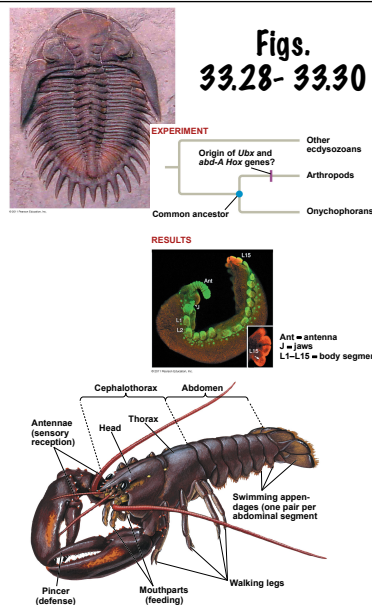 Figs.
33.28- 33.30
EXPERIMENT
Other
ecdysozoans
Origin of Ubx and
abd-A Hox genes?
Arthropods
Common ancestor
Onychophorans
RESULTS
L15
Ant
J
L1
L2
L15
Ant = antenna
J = jaws
L1–L15 = body segmen
Cephalothorax
Abdomen
Antennae
(sensory
reception)
Head
Thorax
Swimming appen-
dages (one pair per
abdominal segment
Walking legs
Mouthparts
(feeding)
Pincer
(defense)